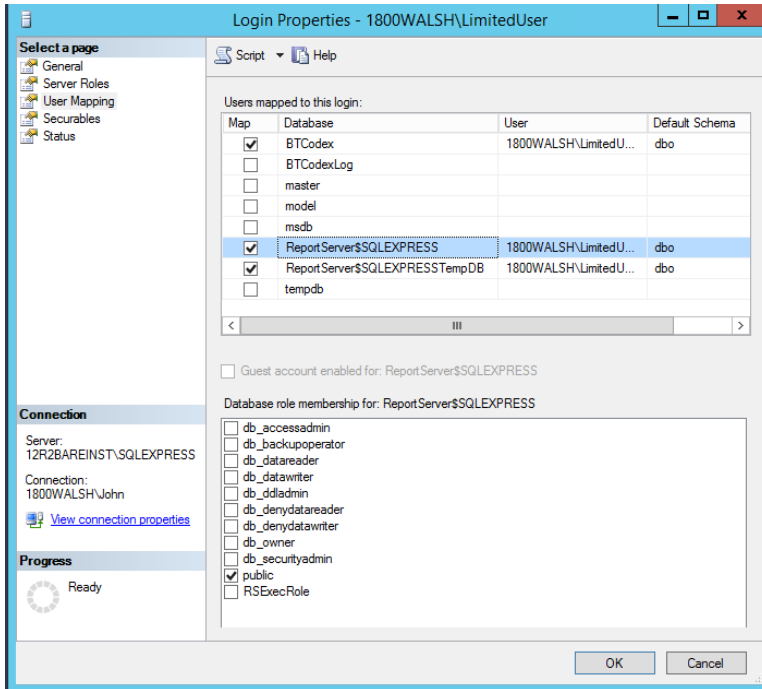 Login Properties - 1800WALSH\LimitedUser
Select a page
General
Server Roles
User Mapping
Securables
Status
Script
Help
Users mapped to this login:
Map Database User Default Schema
BTCodex 1800WALSH\LimitedU... dbo
BTCodexLog
master
model
msdb
ReportServer$SQLEXPRESS 1800WALSH\LimitedU... dbo
ReportServer$SQLEXPRESSTempDB 1800WALSH\LimitedU... dbo
tempdb
Guest account enabled for: ReportServer$SQLEXPRESS
Database role membership for: ReportServer$SQLEXPRESS
db_accessadmin
db_backupoperator
db_datareader
db_datawriter
db_ddladmin
db_denydatareader
db_denydatawriter
db_owner
db_securityadmin
public
RSExecRole
Connection
Server:
12R2BAREINST\SQLEXPRESS
Connection:
1800WALSH\John
View connection properties
Progress
Ready
OK
Cancel